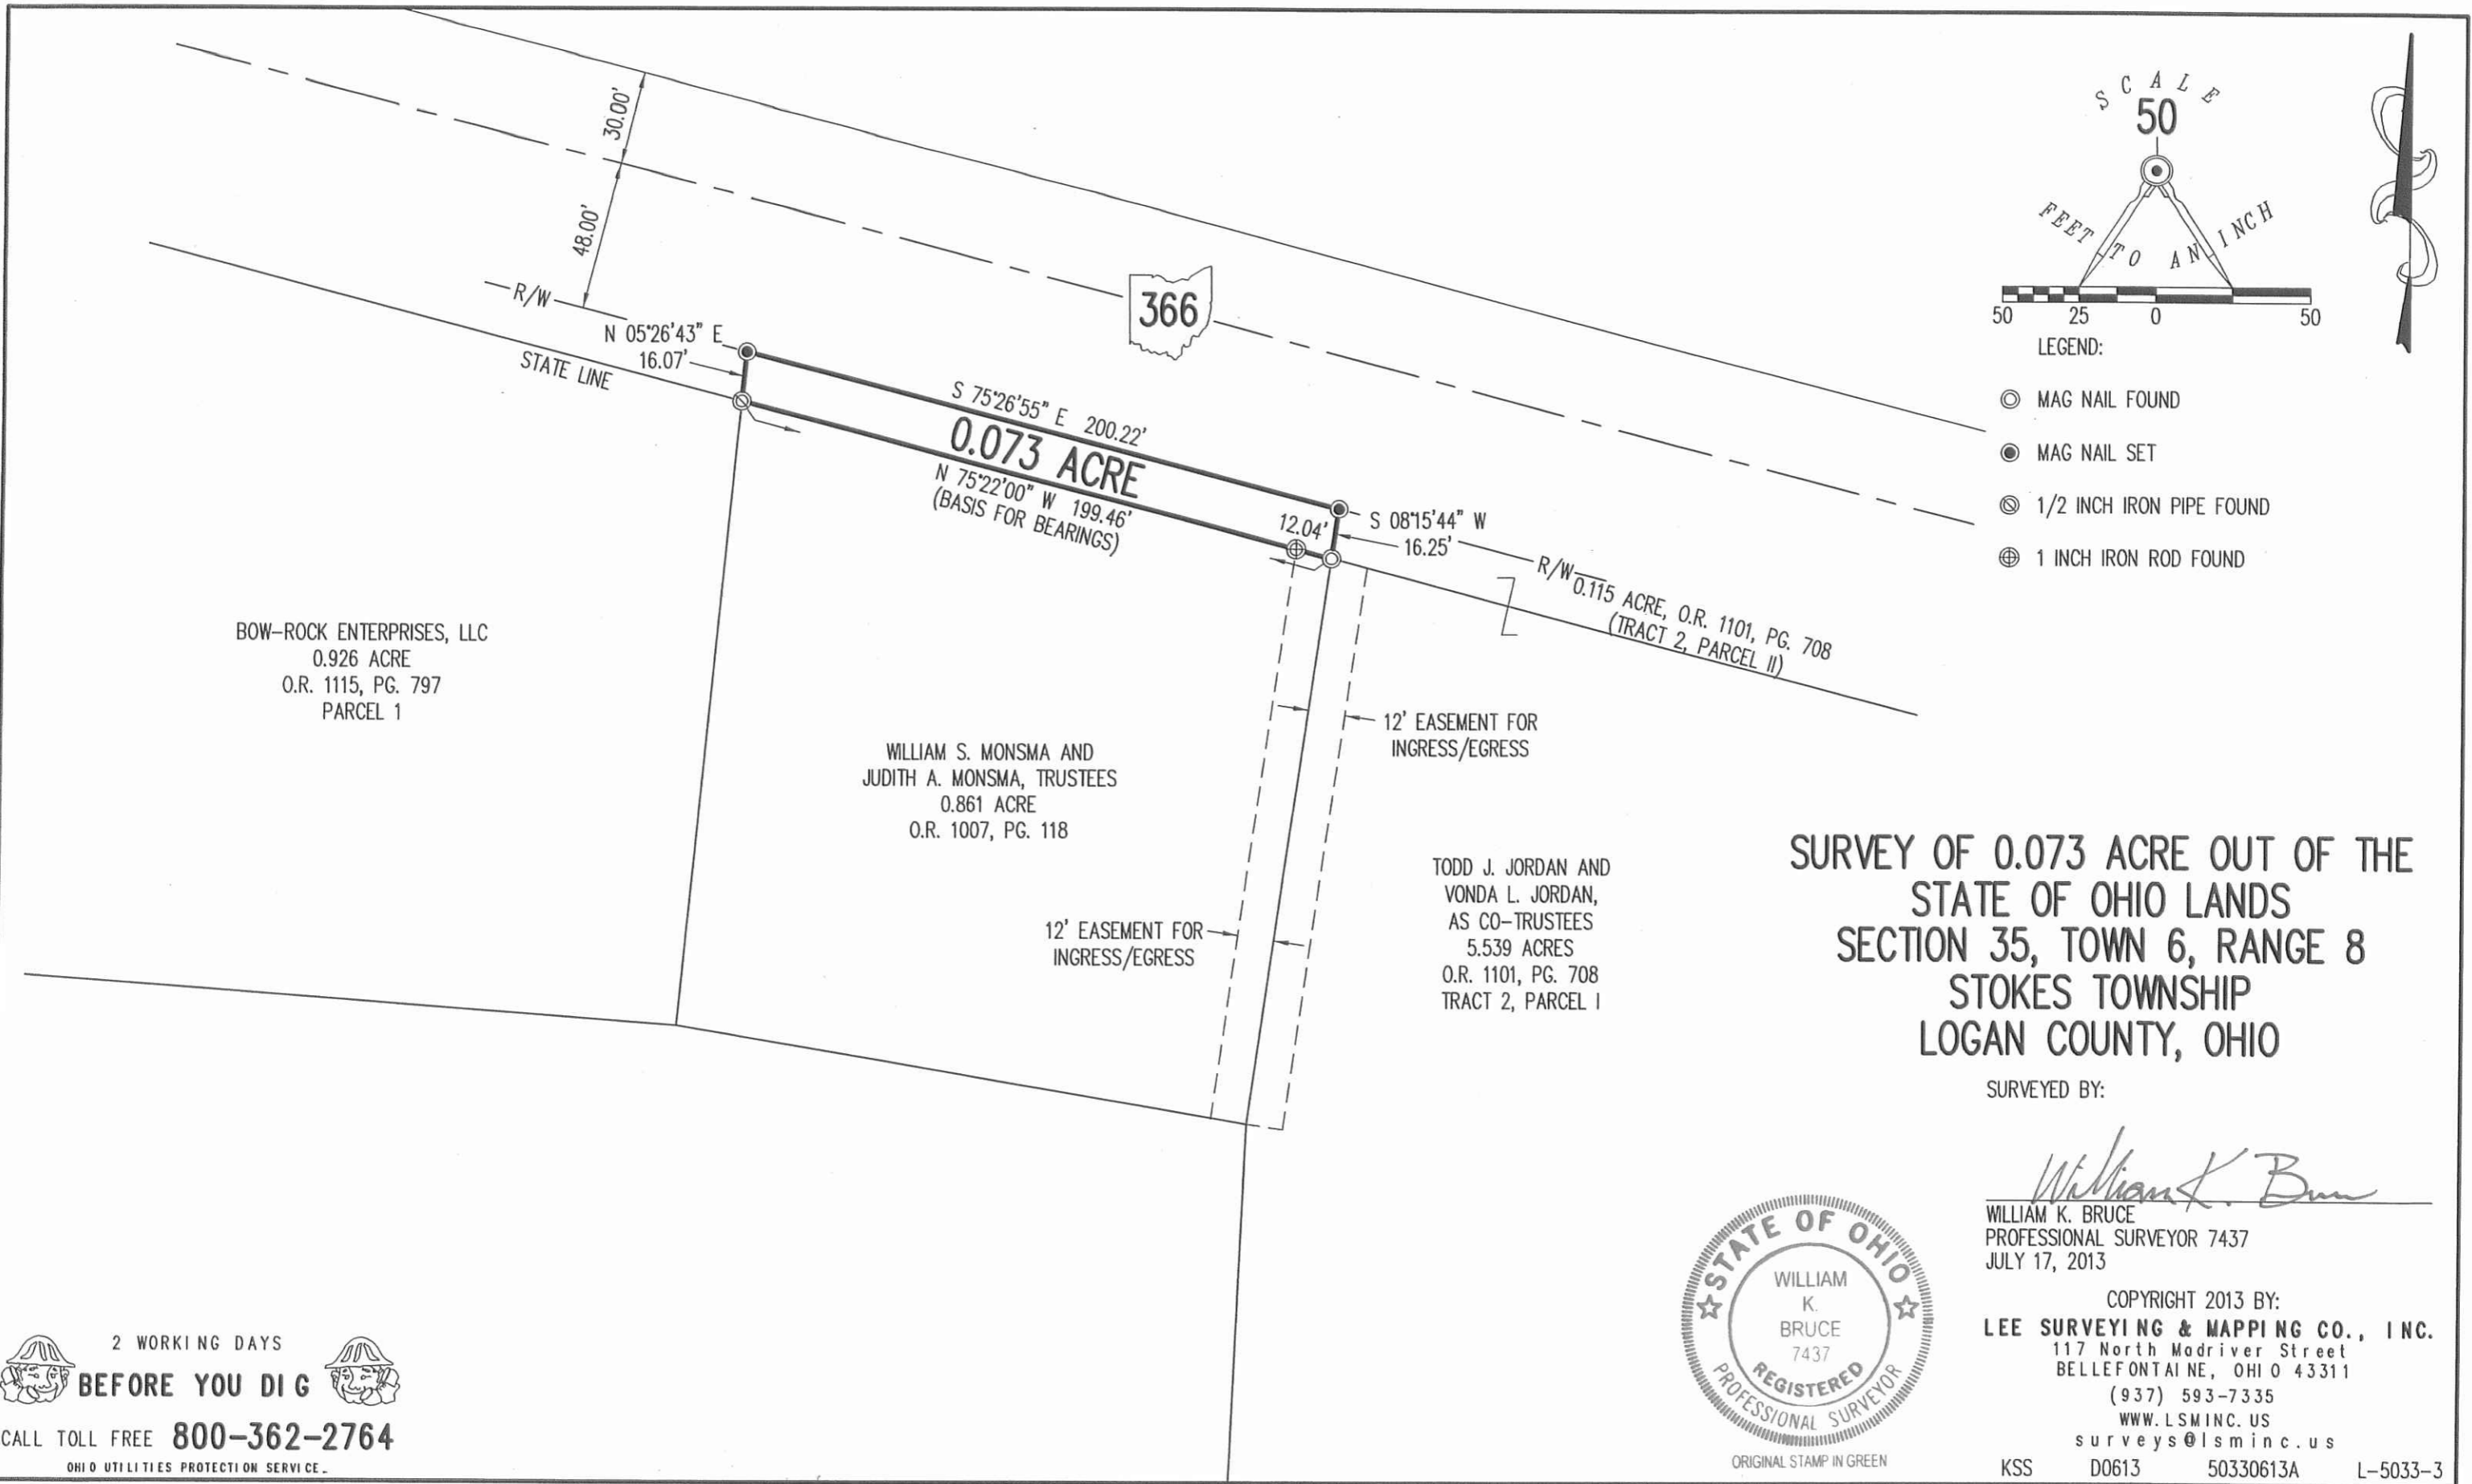 30.00'
48.00'
R/W
N 05°26'43" E
16.07'
STATE LINE
366
S 75°26'55" E 200.22'
0.073 ACRE
N 75°22'00" W 199.46'
(BASIS FOR BEARINGS)
12.04'
S 08°15'44" W
16.25'
R/W
0.115 ACRE, O.R. 1101, PG. 708
(TRACT 2, PARCEL II)
SCALE
50
FEET TO AN INCH
50 25 0 50
LEGEND:
MAG NAIL FOUND
MAG NAIL SET
1/2 INCH IRON PIPE FOUND
1 INCH IRON ROD FOUND
BOW-ROCK ENTERPRISES, LLC
0.926 ACRE
O.R. 1115, PG. 797
PARCEL 1
WILLIAM S. MONSMA AND
JUDITH A. MONSMA, TRUSTEES
0.861 ACRE
O.R. 1007, PG. 118
12' EASEMENT FOR
INGRESS/EGRESS
12' EASEMENT FOR
INGRESS/EGRESS
TODD J. JORDAN AND
VONDA L. JORDAN,
AS CO-TRUSTEES
5.539 ACRES
O.R. 1101, PG. 708
TRACT 2, PARCEL I
SURVEY OF 0.073 ACRE OUT OF THE
STATE OF OHIO LANDS
SECTION 35, TOWN 6, RANGE 8
STOKES TOWNSHIP
LOGAN COUNTY, OHIO
SURVEYED BY:
William K. Bruce
WILLIAM K. BRUCE
PROFESSIONAL SURVEYOR 7437
JULY 17, 2013
STATE OF OHIO
WILLIAM
K.
BRUCE
7437
REGISTERED
PROFESSIONAL SURVEYOR
ORIGINAL STAMP IN GREEN
COPYRIGHT 2013 BY:
LEE SURVEYING & MAPPING CO., INC.
117 North Madriver Street
BELLEFONTAINE, OHIO 43311
(937) 593-7335
WWW.LSMINC.US
surveys@lsminc.us
KSS D0613 50330613A L-5033-3
2 WORKING DAYS
BEFORE YOU DIG
CALL TOLL FREE 800-362-2764
OHIO UTILITIES PROTECTION SERVICE.